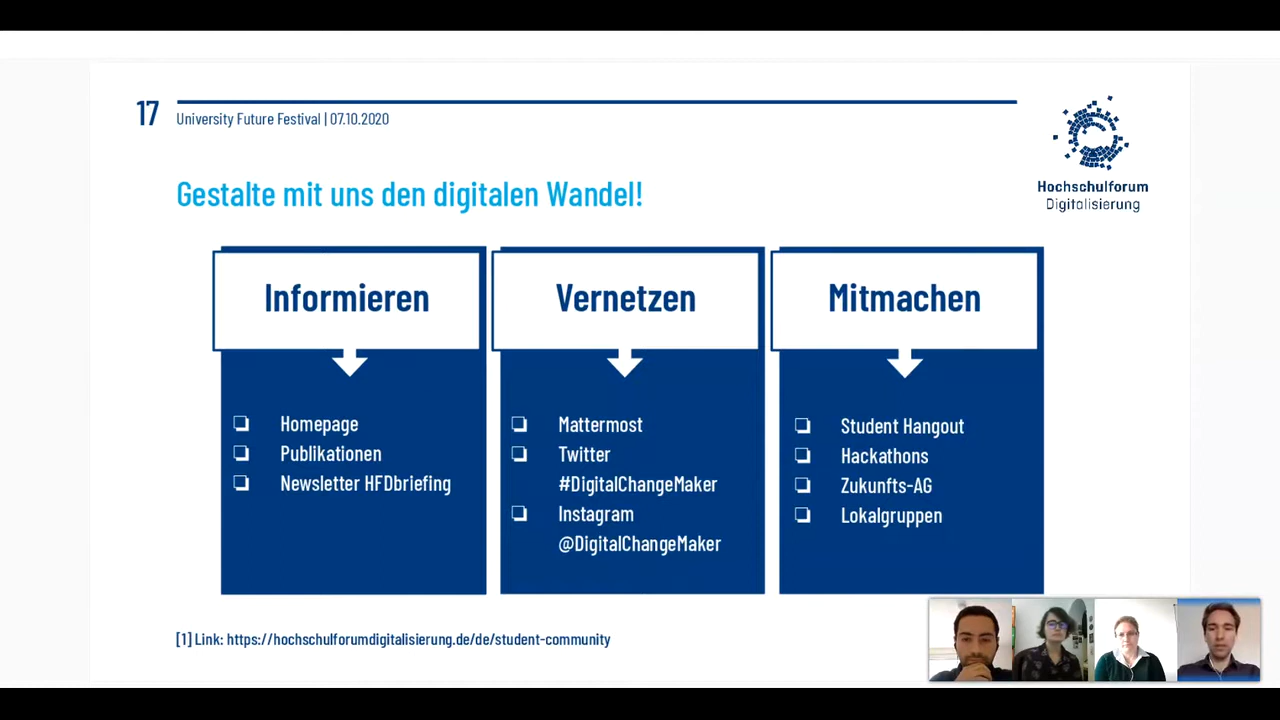 17
University Future Festival | 07.10.2020
Hochschulforum
Digitalisierung
Gestalte mit uns den digitalen Wandel!
Informieren
Homepage
Publikationen
Newsletter HFDbriefing
Vernetzen
Mattermost
Twitter
#DigitalChangeMaker
Instagram
@DigitalChangeMaker
Mitmachen
Student Hangout
Hackathons
Zukunfts-AG
Lokalgruppen
[1] Link: https://hochschulforumdigitalisierung.de/de/student-community